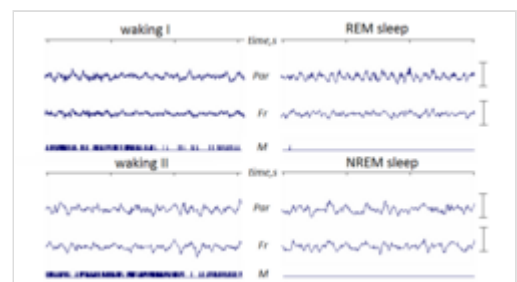 waking I REM sleep
time,s
Par
Fr
M
waking II NREM sleep
time,s
Par
Fr
M